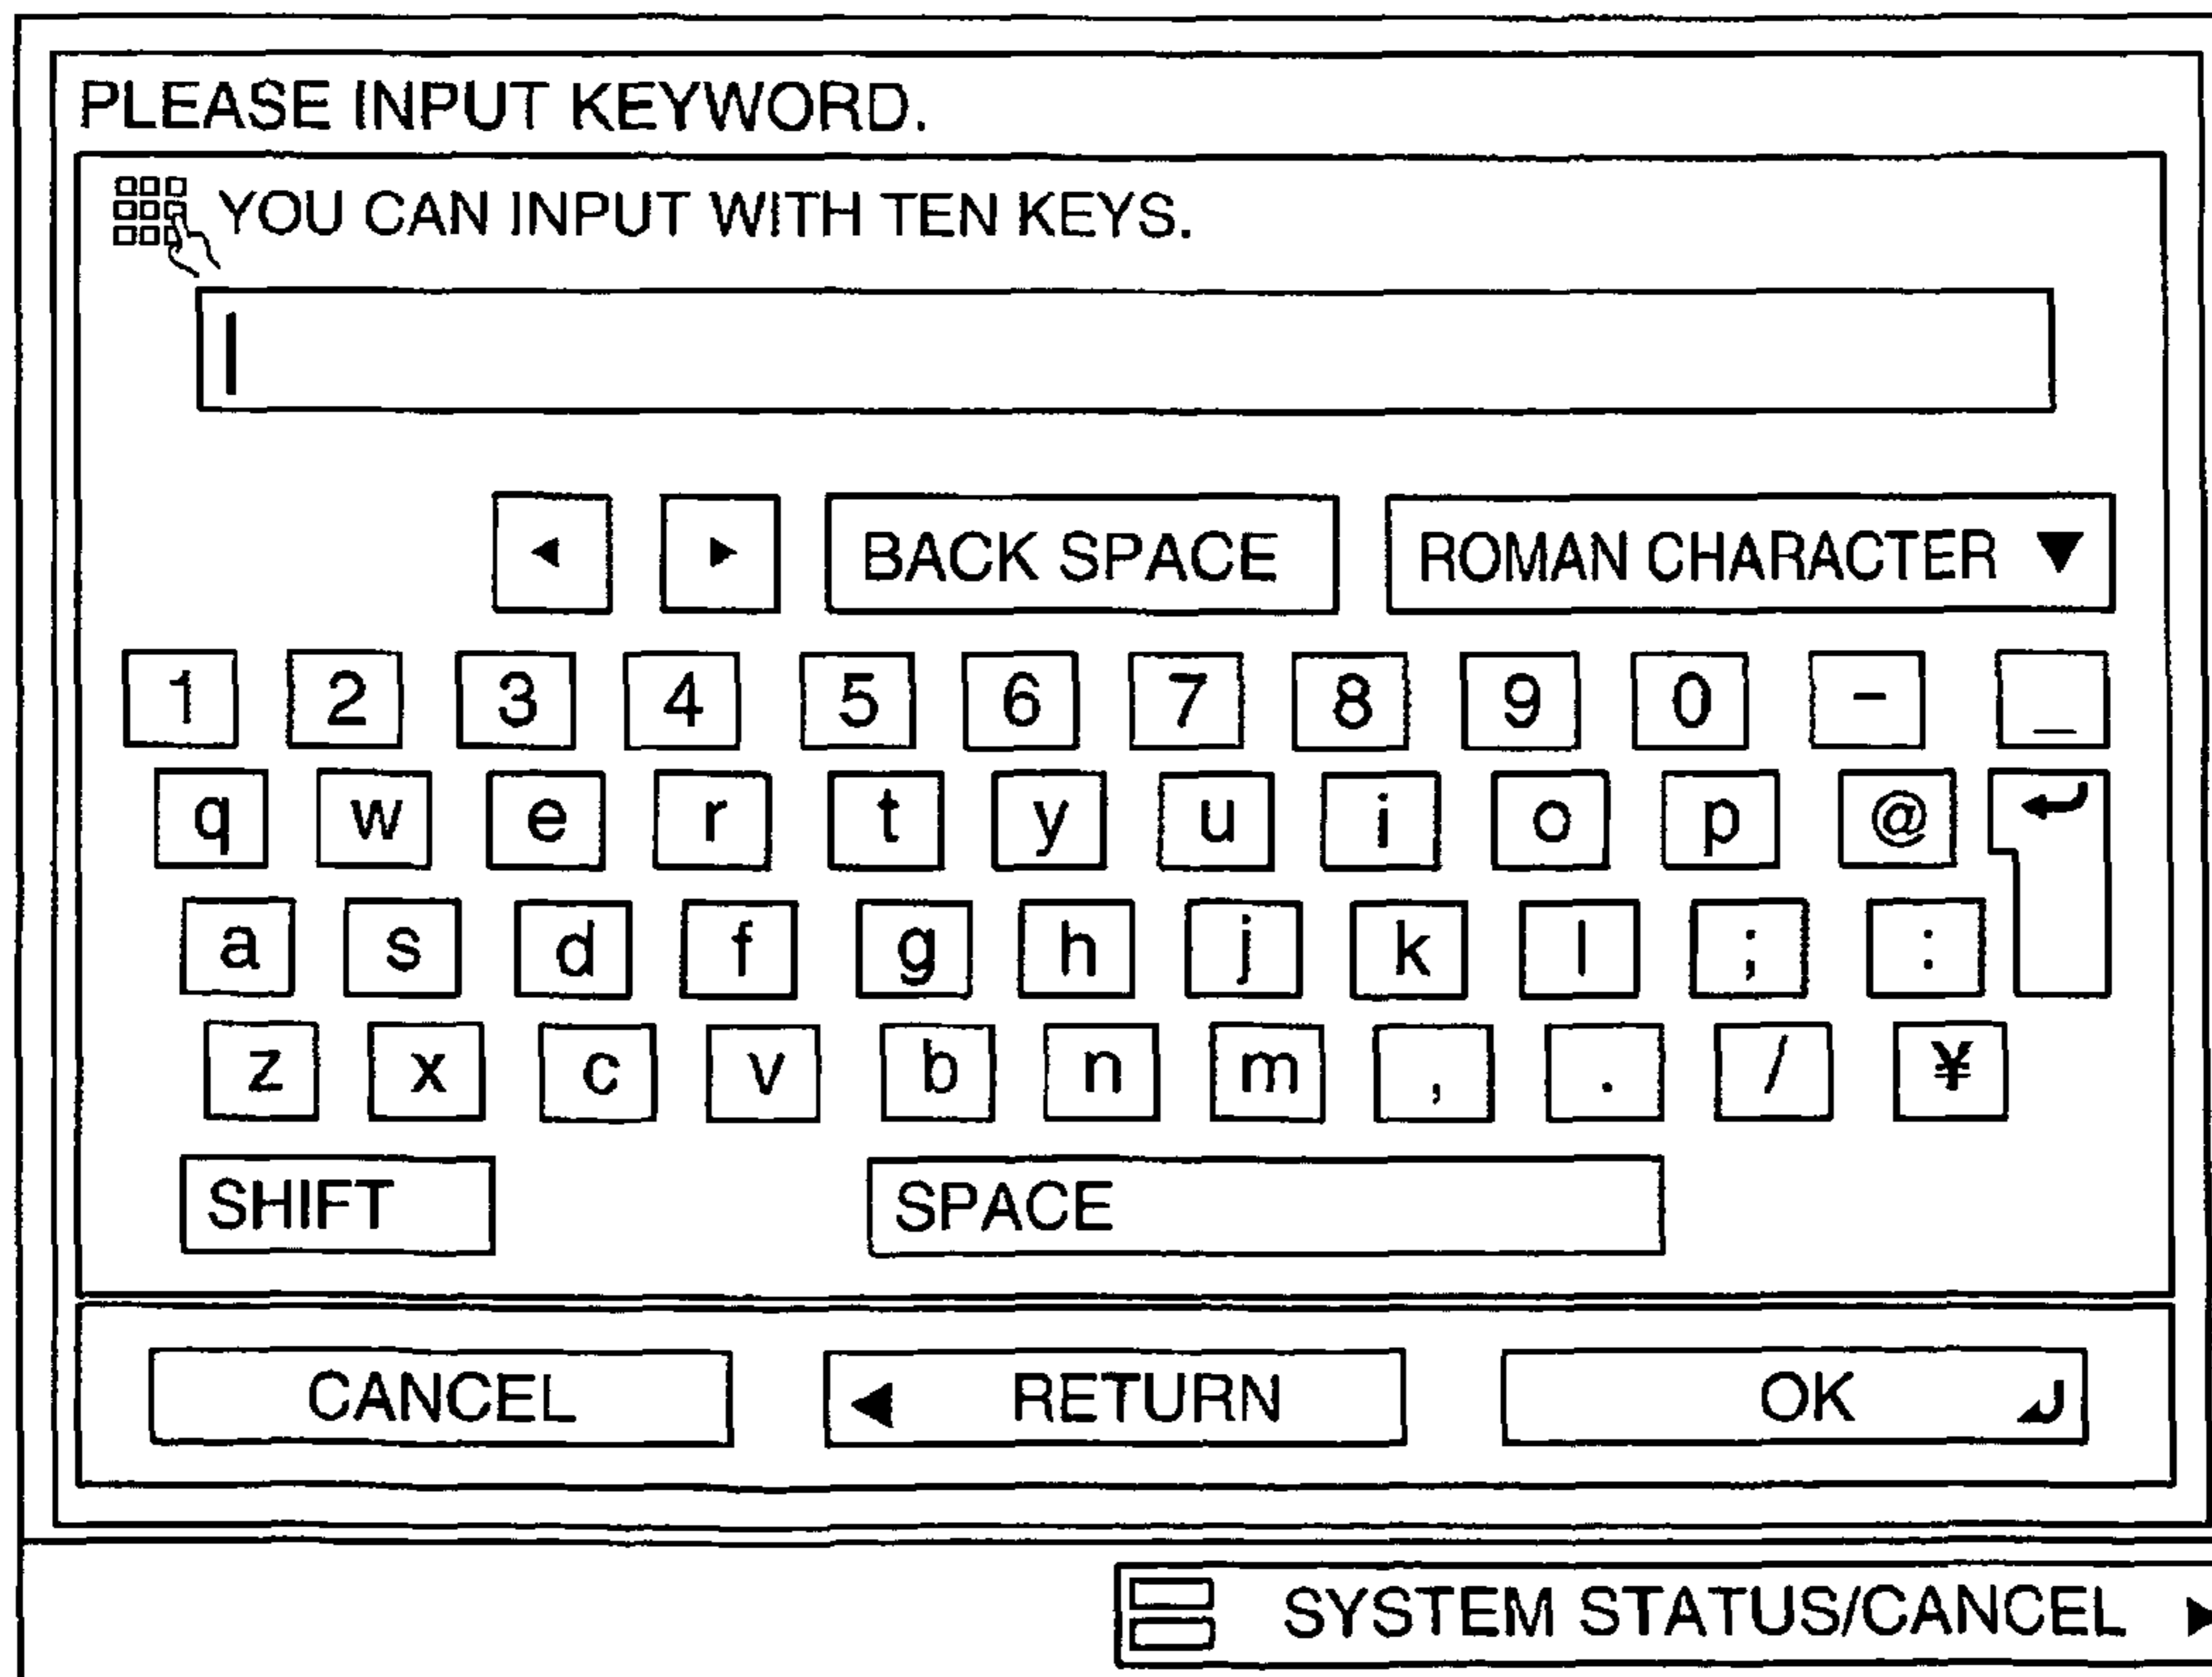 PLEASE INPUT KEYWORD.
YOU CAN INPUT WITH TEN KEYS.
◄ ► BACK SPACE ROMAN CHARACTER ▼
1 2 3 4 5 6 7 8 9 0 - _
q w e r t y u i o p @
a s d f g h j k l ; :
z x c v b n m , . / ¥
SHIFT SPACE
CANCEL ◄ RETURN OK
SYSTEM STATUS/CANCEL ►